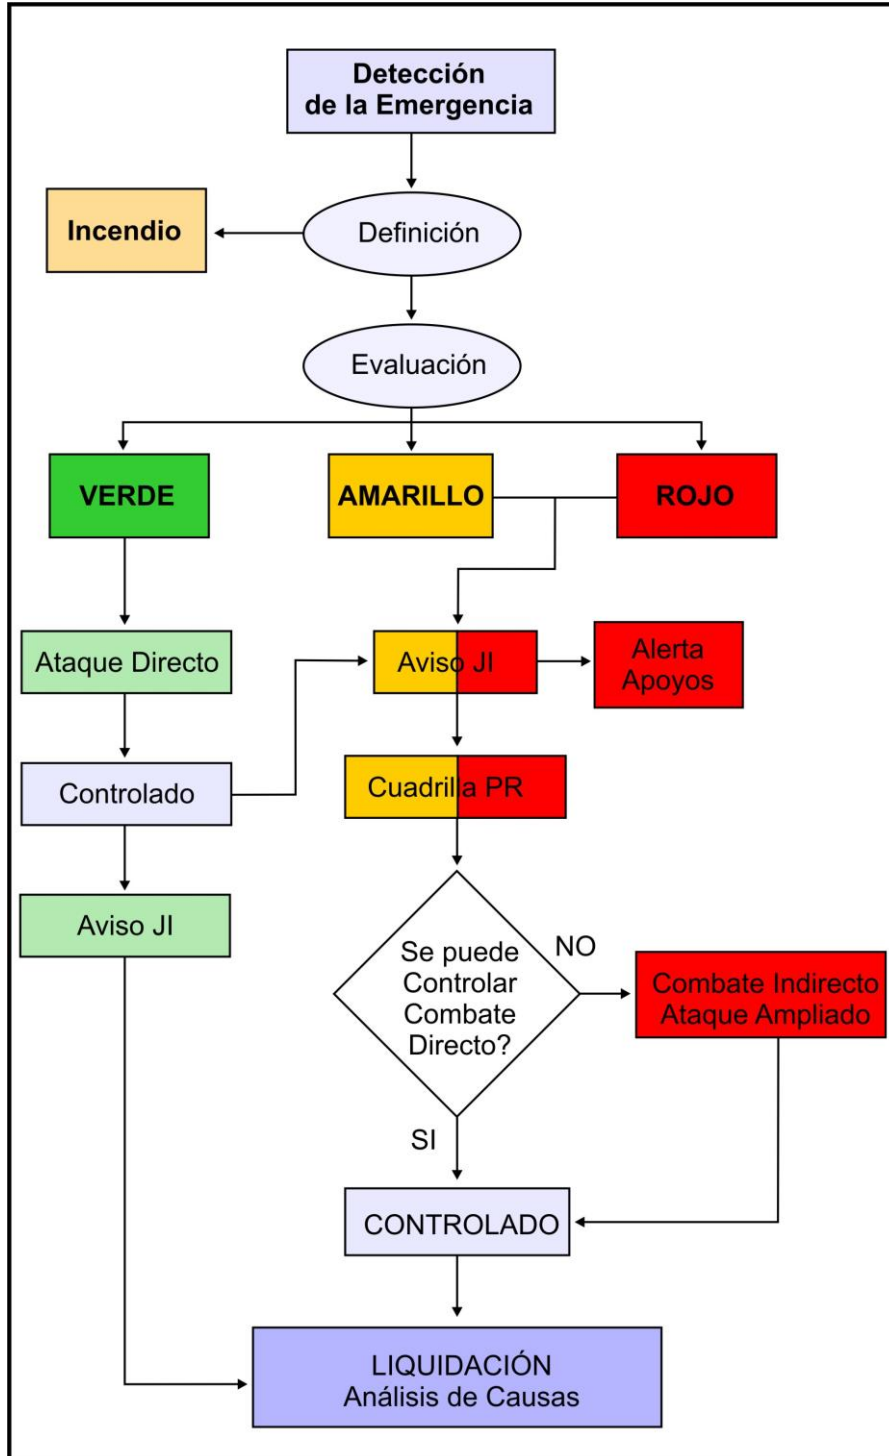 Detección
de la Emergencia
Incendio
Definición
Evaluación
VERDE
AMARILLO
ROJO
Ataque Directo
Aviso JI
Alerta
Apoyos
Controlado
Cuadrilla PR
Aviso JI
Se puede
Controlar
Combate
Directo?
NO
Combate Indirecto
Ataque Ampliado
SI
CONTROLADO
LIQUIDACIÓN
Análisis de Causas